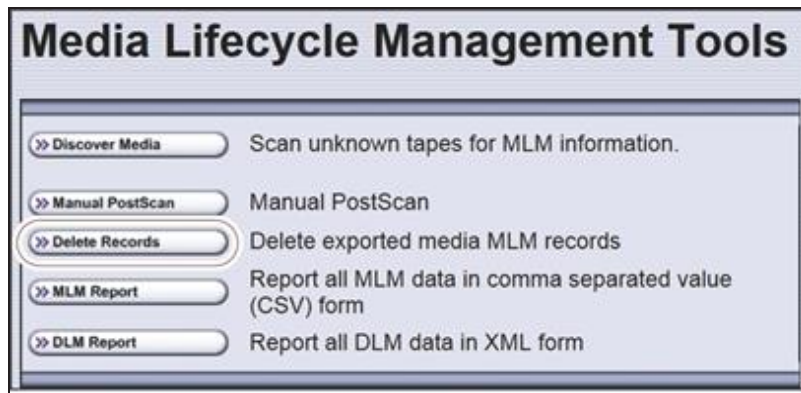 Media Lifecycle Management Tools
Discover Media Scan unknown tapes for MLM information.
Manual PostScan Manual PostScan
Delete Records Delete exported media MLM records
MLM Report Report all MLM data in comma separated value
(CSV) form
DLM Report Report all DLM data in XML form